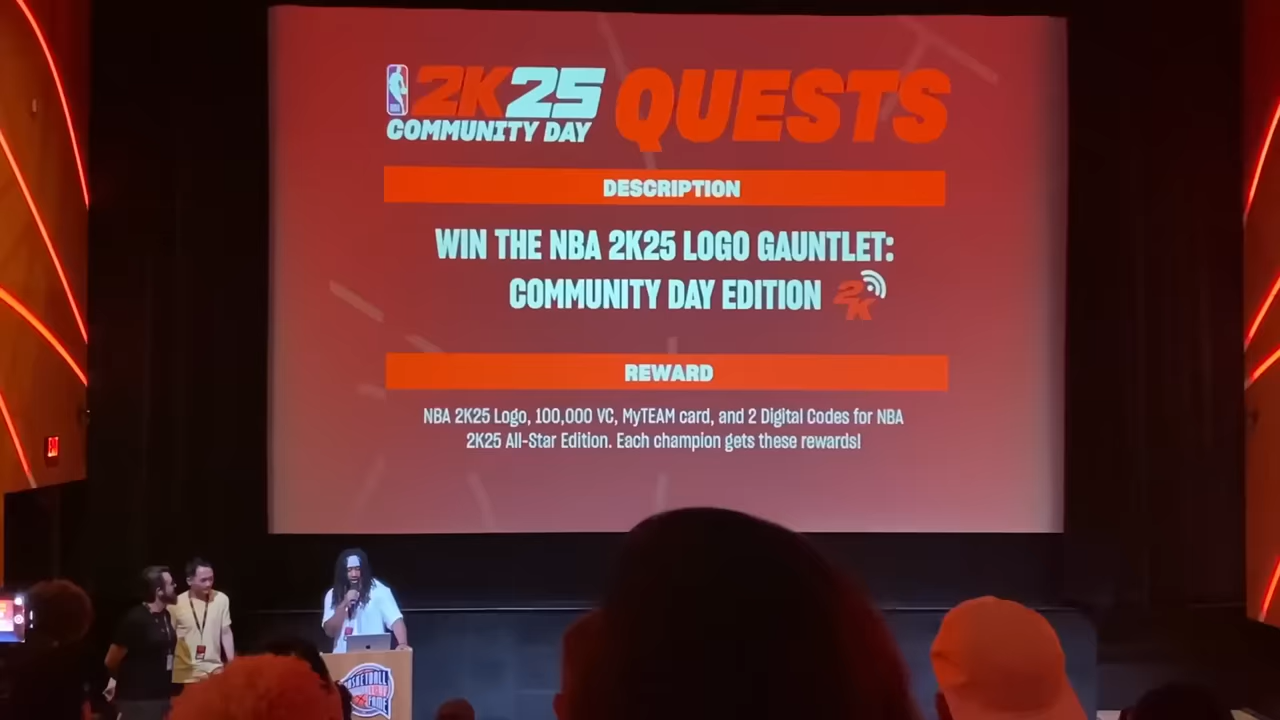 2K25 QUESTS
COMMUNITY DAY
DESCRIPTION
WIN THE NBA 2K25 LOGO GAUNTLET:
COMMUNITY DAY EDITION 2K
REWARD
NBA 2K25 Logo, 100,000 VC, MyTEAM card, and 2 Digital Codes for NBA
2K25 All-Star Edition. Each champion gets these rewards!
BASKETBALL
FAME